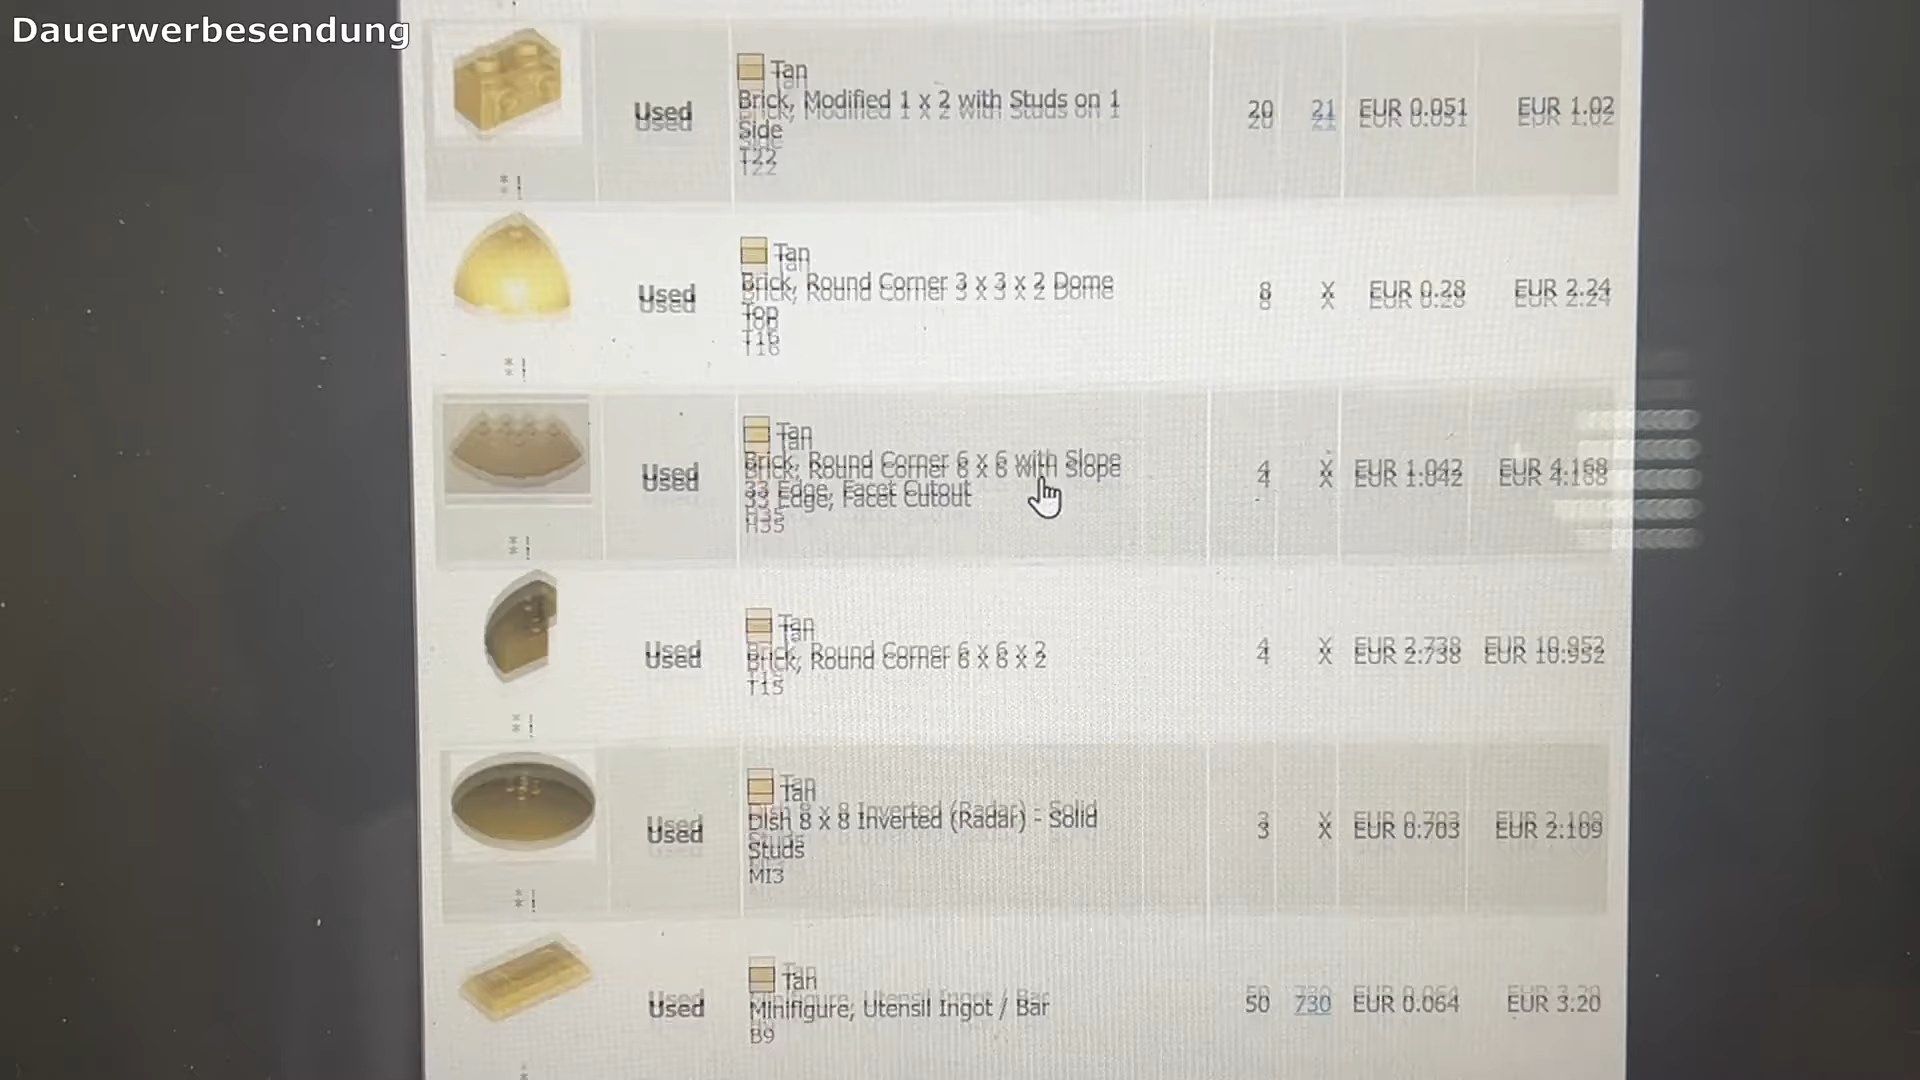 Dauerwerbesendung
Tan
Brick, Modified 1 x 2 with Studs on 1
Side
T22
Used
20
21
EUR 0.051
EUR 1.02
Tan
Brick, Round Corner 3 x 3 x 2 Dome
Top
T16
Used
8
X
EUR 0.28
EUR 2.24
Tan
Brick, Round Corner 6 x 6 with Slope
33 Edge, Facet Cutout
H35
Used
4
X
EUR 1.042
EUR 4.168
Tan
Brick, Round Corner 6 x 6 x 2
T15
Used
4
X
EUR 2.738
EUR 10.952
Tan
Dish 8 x 8 Inverted (Radar) - Solid
Studs
MI3
Used
3
X
EUR 0.703
EUR 2.109
Tan
Minifigure, Utensil Ingot / Bar
B9
Used
50
730
EUR 0.064
EUR 3.20